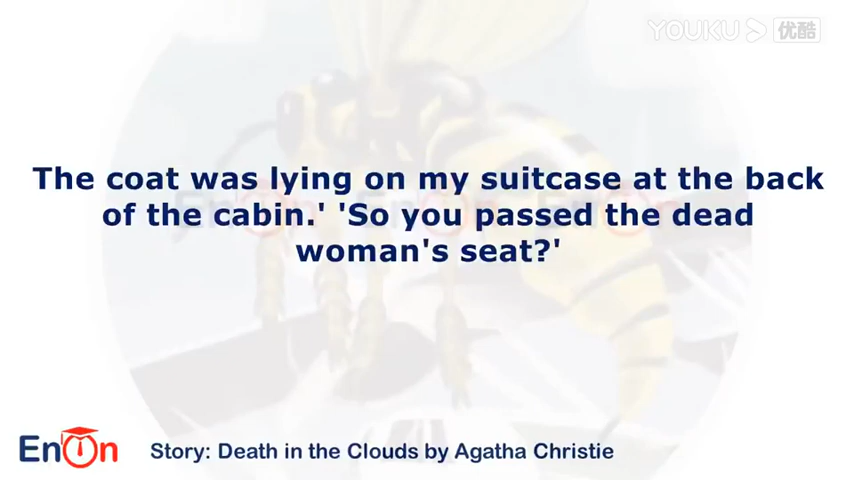 YOUKU 优酷
The coat was lying on my suitcase at the back
of the cabin.' 'So you passed the dead
woman's seat?'
EnOn
Story: Death in the Clouds by Agatha Christie